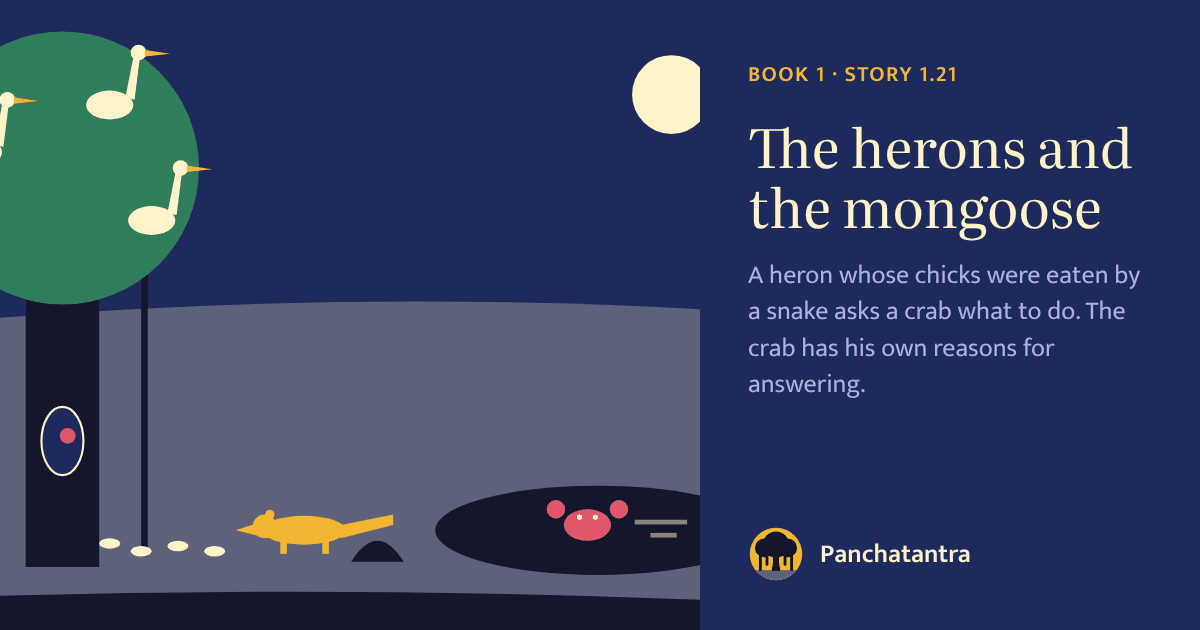 BOOK 1 · STORY 1.21
The herons and
the mongoose
A heron whose chicks were eaten by
a snake asks a crab what to do. The
crab has his own reasons for
answering.
Panchatantra